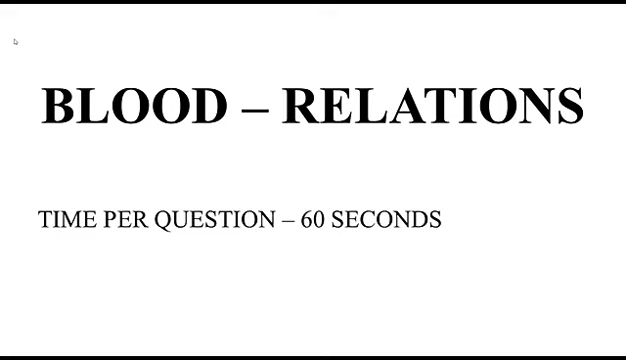 BLOOD – RELATIONS
TIME PER QUESTION – 60 SECONDS